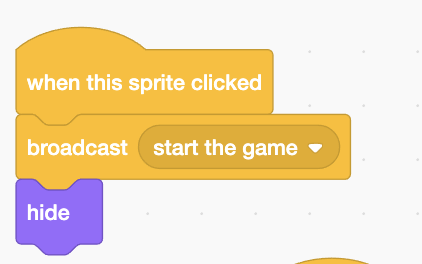 when this sprite clicked
broadcast start the game
hide